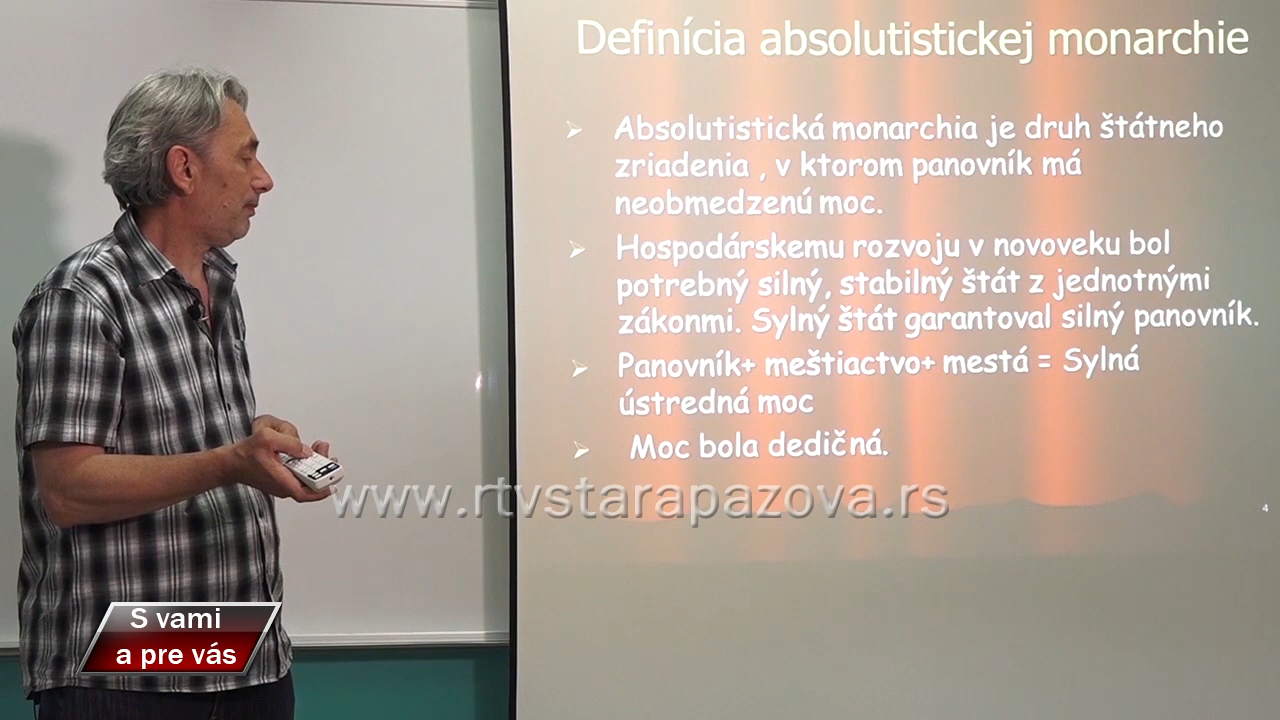 Definícia absolutistickej monarchie
Absolutistická monarchia je druh štátneho
zriadenia , v ktorom panovník má
neobmedzenú moc.
Hospodárskemu rozvoju v novoveku bol
potrebný silný, stabilný štát z jednotnými
zákonmi. Sylný štát garantoval silný panovník.
Panovník+ meštiactvo+ mestá = Sylná
ústredná moc
Moc bola dedičná.
www.rtvstarapazova.rs
4
S vami
a pre vás